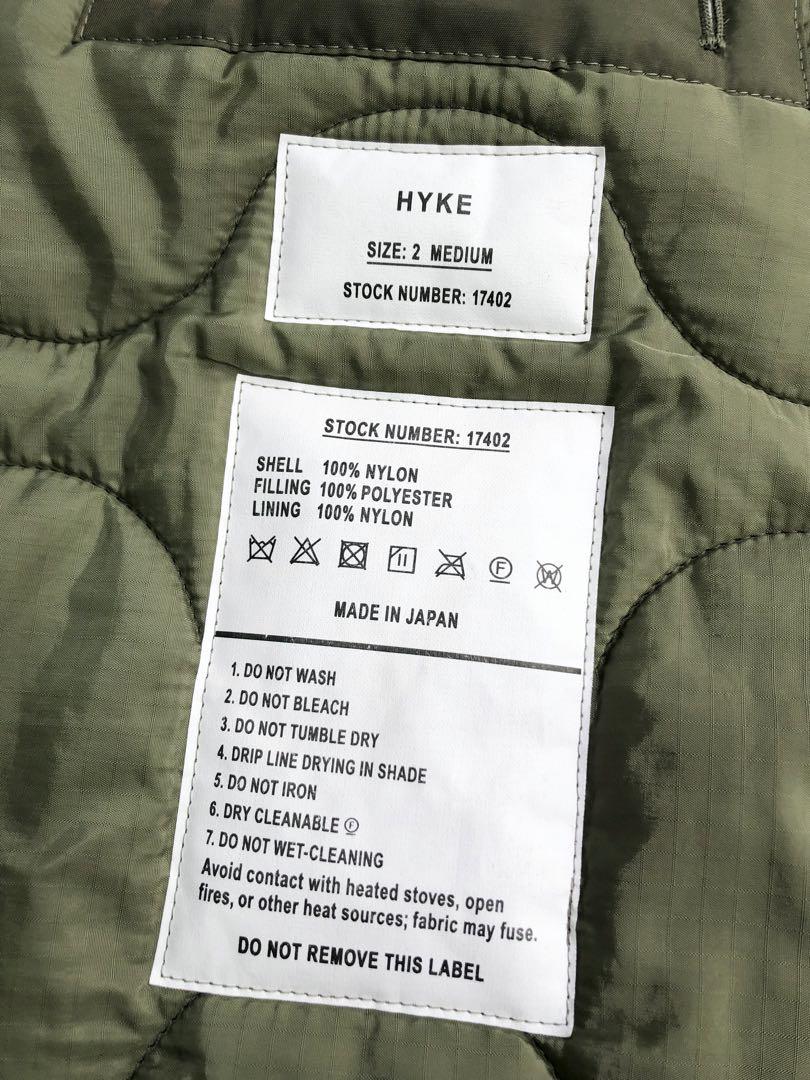 HYKE
SIZE: 2 MEDIUM
STOCK NUMBER: 17402
STOCK NUMBER: 17402
SHELL 100% NYLON
FILLING 100% POLYESTER
LINING 100% NYLON
F W
MADE IN JAPAN
1. DO NOT WASH
2. DO NOT BLEACH
3. DO NOT TUMBLE DRY
4. DRIP LINE DRYING IN SHADE
5. DO NOT IRON
6. DRY CLEANABLE Ⓕ
7. DO NOT WET-CLEANING
Avoid contact with heated stoves, open
fires, or other heat sources; fabric may fuse.
DO NOT REMOVE THIS LABEL